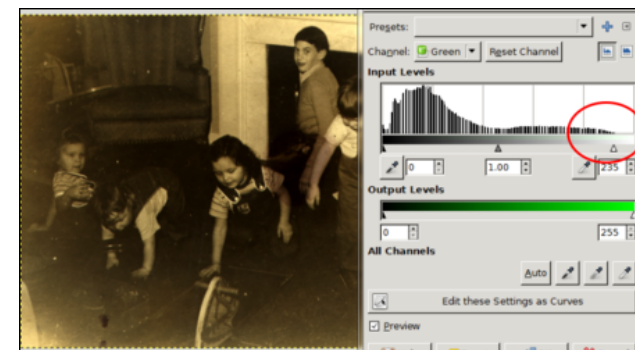 Presets:
Channel: Green Reset Channel
Input Levels
0 1.00 235
Output Levels
0 255
All Channels
Auto
Edit these Settings as Curves
Preview